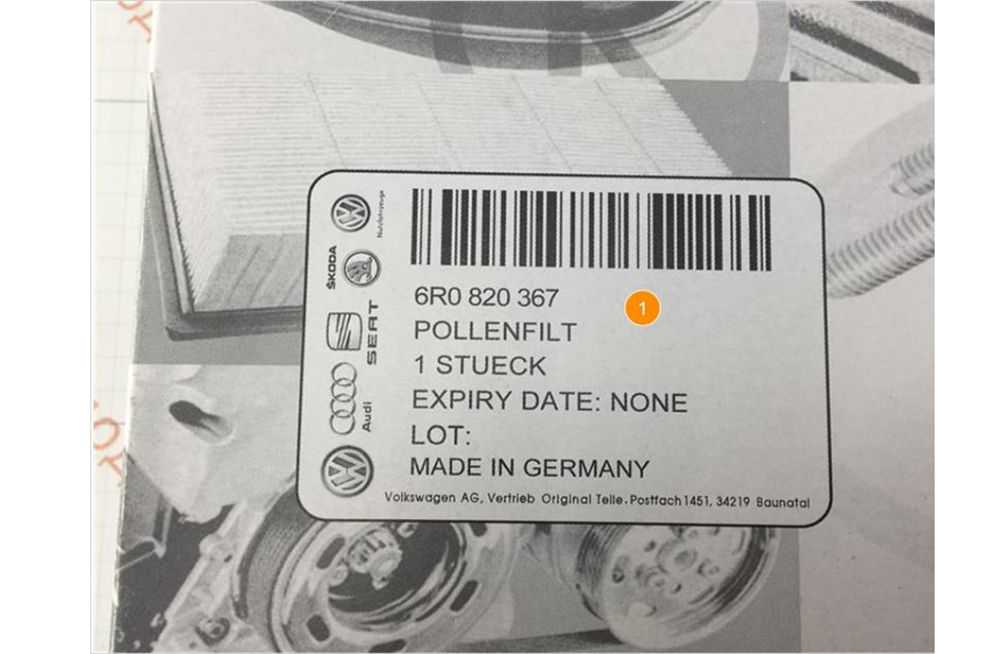 Nutzfahrzeuge
ŠKODA
SEAT
Audi
6R0 820 367
1
POLLENFILT
1 STUECK
EXPIRY DATE: NONE
LOT:
MADE IN GERMANY
Volkswagen AG, Vertrieb Original Teile. Postfach 1451, 34219 Baunatal